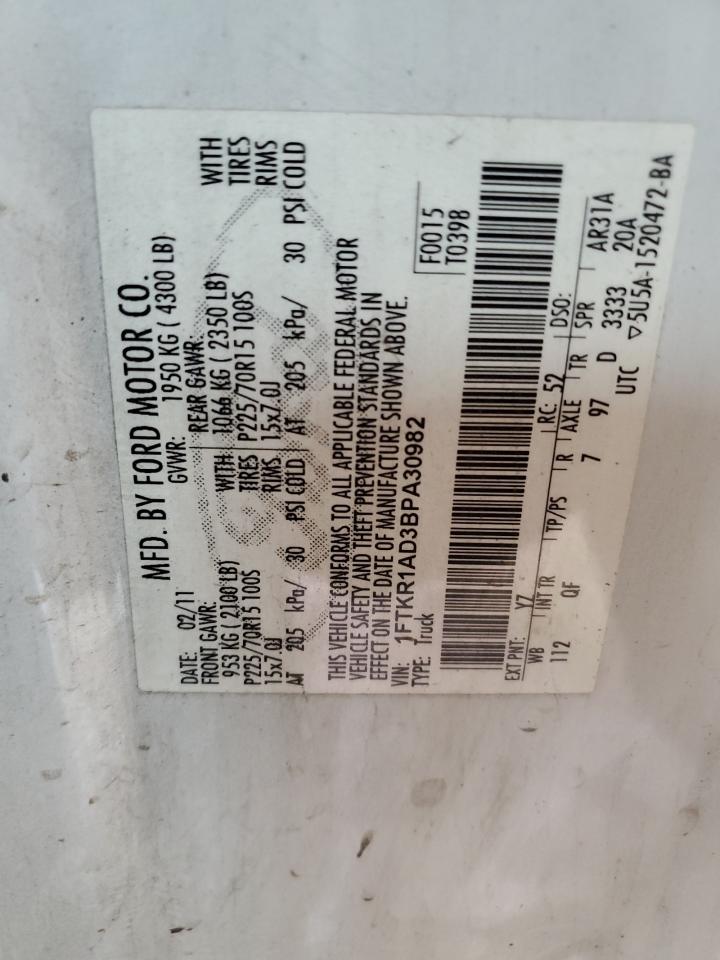 MFD. BY FORD MOTOR CO.
DATE: 02/11 GVWR: 1950 KG ( 4300 LB)
FRONT GAWR: REAR GAWR:
953 KG ( 2100 LB) WITH 1066 KG ( 2350 LB) WITH
P225/70R15 100S TIRES P225/70R15 100S TIRES
15x7.0J RIMS 15x7.0J RIMS
AT 205 kPa/ 30 PSI COLD AT 205 kPa/ 30 PSI COLD
THIS VEHICLE CONFORMS TO ALL APPLICABLE FEDERAL MOTOR
VEHICLE SAFETY AND THEFT PREVENTION STANDARDS IN
EFFECT ON THE DATE OF MANUFACTURE SHOWN ABOVE.
VIN: 1FTKR1AD3BPA30982 F0015
TYPE: Truck T0398
EXT PNT: YZ RC: 52 DSO:
WB INT TR TP/PS R AXLE TR SPR AR31A
112 QF 7 97 D 3333 20A
UTC ▽5U5A-1520472-BA